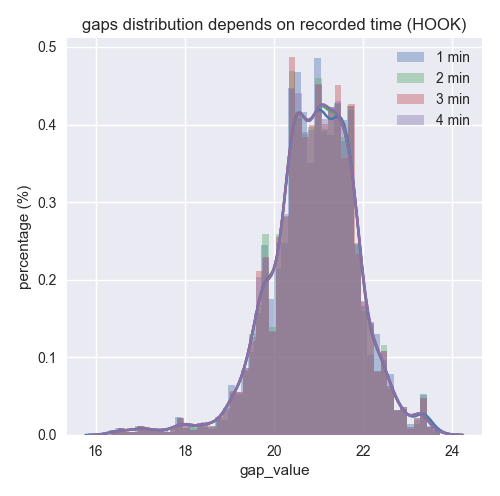 gaps distribution depends on recorded time (HOOK)
1 min
2 min
3 min
4 min
percentage (%)
0.5
0.4
0.3
0.2
0.1
0.0
16 18 20 22 24
gap_value